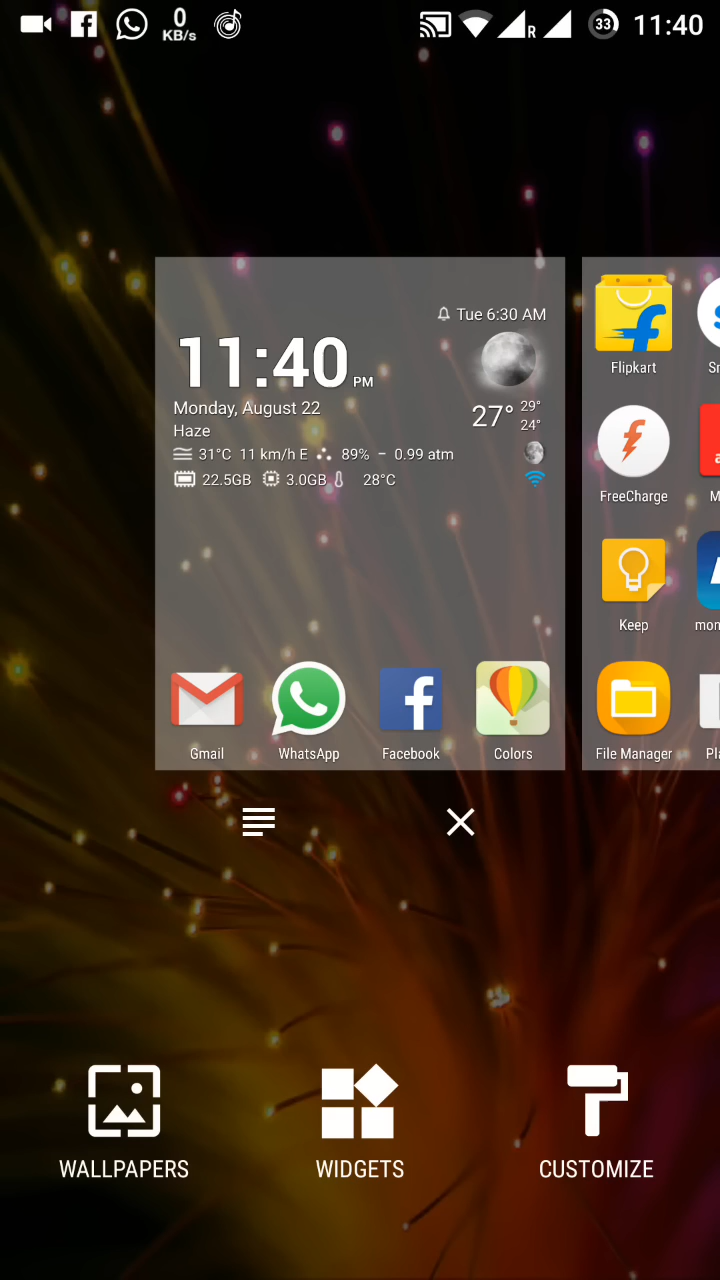 0
KB/s
R
33
11:40
Tue 6:30 AM
11:40 PM
Monday, August 22
Haze
27°
29°
24°
31°C 11 km/h E 89% – 0.99 atm
22.5GB 3.0GB 28°C
Gmail
WhatsApp
Facebook
Colors
Flipkart
FreeCharge
Keep
File Manager
WALLPAPERS
WIDGETS
CUSTOMIZE